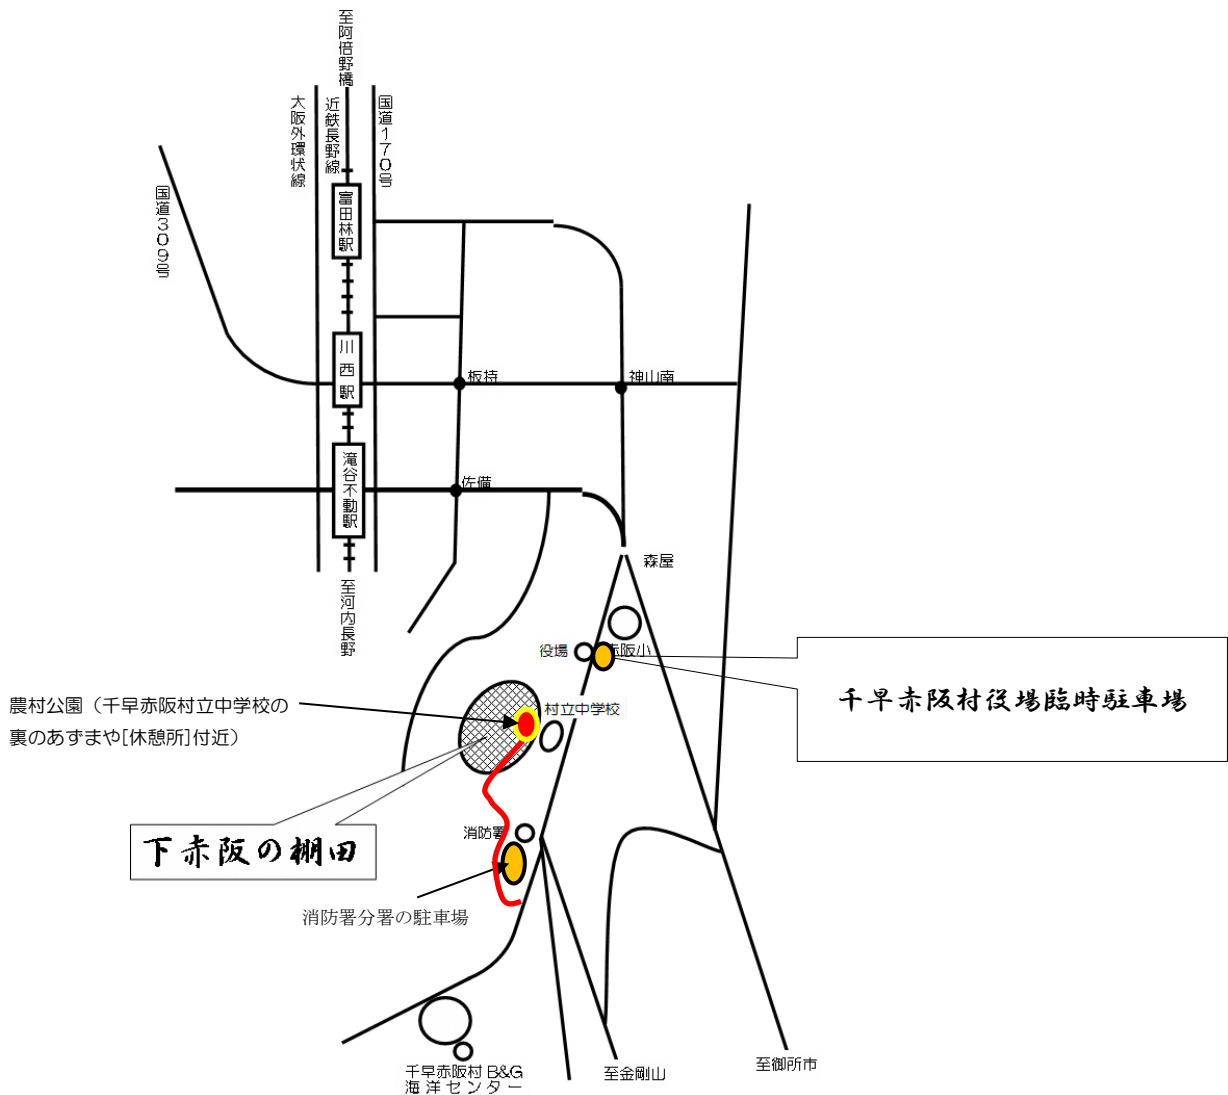 至阿倍野橋
大阪外環状線
近鉄長野線
国道170号
国道309号
富田林駅
川西駅
板持
神山南
滝谷不動駅
佐備
森屋
至河内長野
役場
赤阪小
千早赤阪村役場臨時駐車場
農村公園（千早赤阪村立中学校の
裏のあずまや[休憩所]付近）
村立中学校
下赤阪の棚田
消防署
消防署分署の駐車場
千早赤阪村 B&G
海洋センター
至金剛山
至御所市